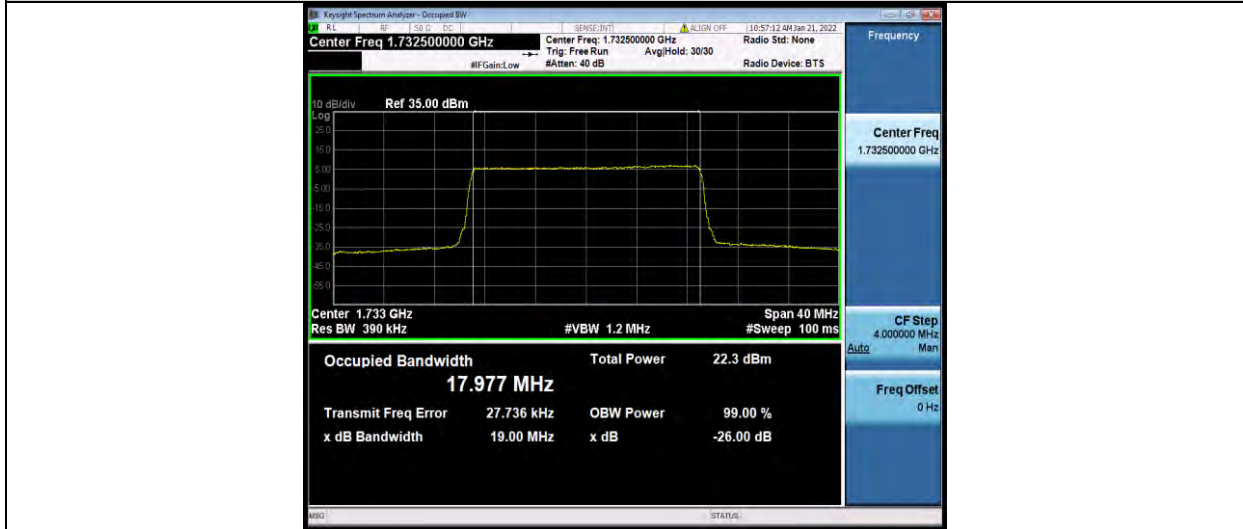 Keysight Spectrum Analyzer - Occupied BW
RL RF 50 Ω DC SENSE:INT ALIGN OFF 10:57:12 AM Jan 21, 2022
Center Freq 1.732500000 GHz
Center Freq: 1.732500000 GHz Radio Std: None
Trig: Free Run Avg|Hold: 30/30
#IFGain:Low #Atten: 40 dB Radio Device: BTS
Frequency
10 dB/div Ref 35.00 dBm
Log
25.0
15.0
5.00
-5.00
-15.0
-25.0
-35.0
-45.0
-55.0
Center 1.733 GHz Span 40 MHz
Res BW 390 kHz #VBW 1.2 MHz #Sweep 100 ms
Occupied Bandwidth Total Power 22.3 dBm
17.977 MHz
Transmit Freq Error 27.736 kHz OBW Power 99.00 %
x dB Bandwidth 19.00 MHz x dB -26.00 dB
Center Freq
1.732500000 GHz
CF Step
4.000000 MHz
Auto Man
Freq Offset
0 Hz
MSG STATUS